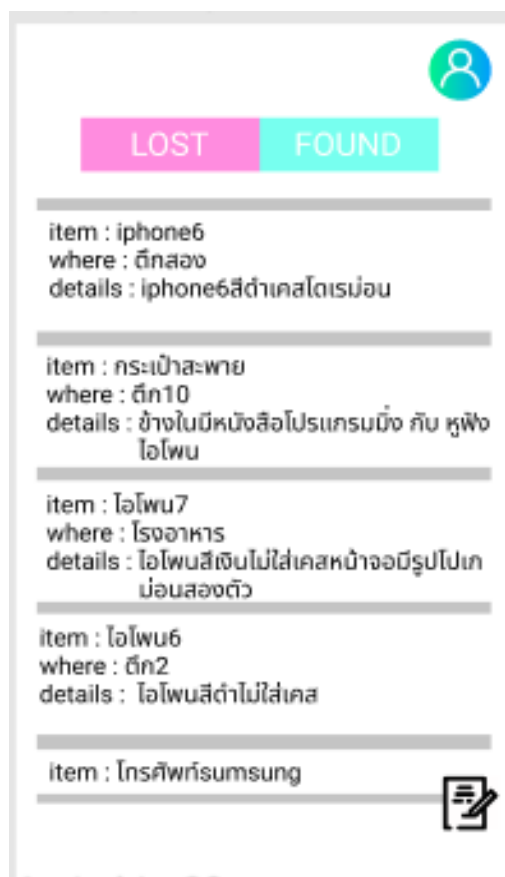 LOST FOUND
item : iphone6
where : ตึกสอง
details : iphone6สีดำเคสโดเรม่อน
item : กระเป๋าสะพาย
where : ตึก10
details : ข้างในมีหนังสือโปรแกรมมิ่ง กับ หูฟัง
ไอโพน
item : ไอโพน7
where : โรงอาหาร
details : ไอโพนสีเงินไม่ใส่เคสหน้าจอมีรูปโปเก
ม่อนสองตัว
item : ไอโพน6
where : ตึก2
details : ไอโพนสีดำไม่ใส่เคส
item : โทรศัพท์sumsung